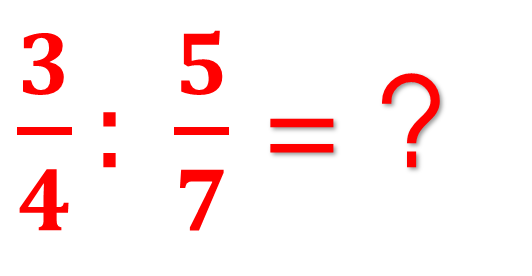 3/4 : 5/7 = ?